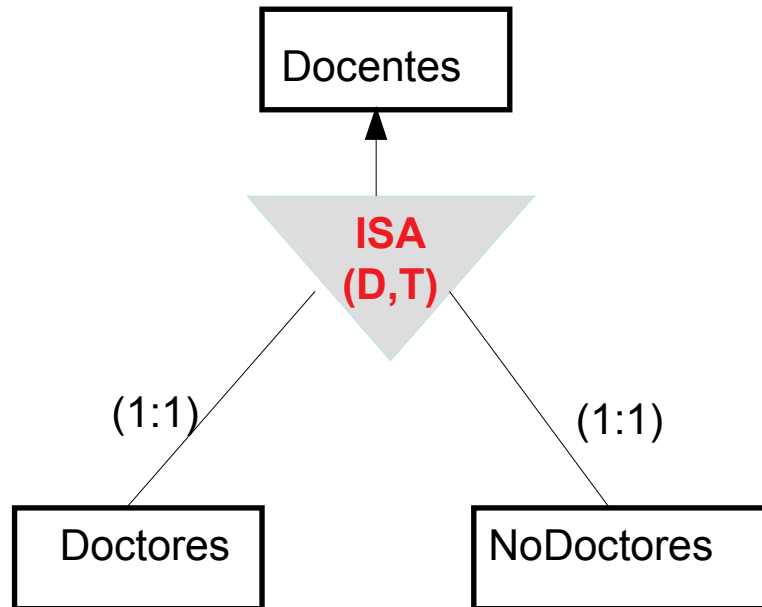 Docentes
ISA
(D,T)
(1:1)
(1:1)
Doctores
NoDoctores